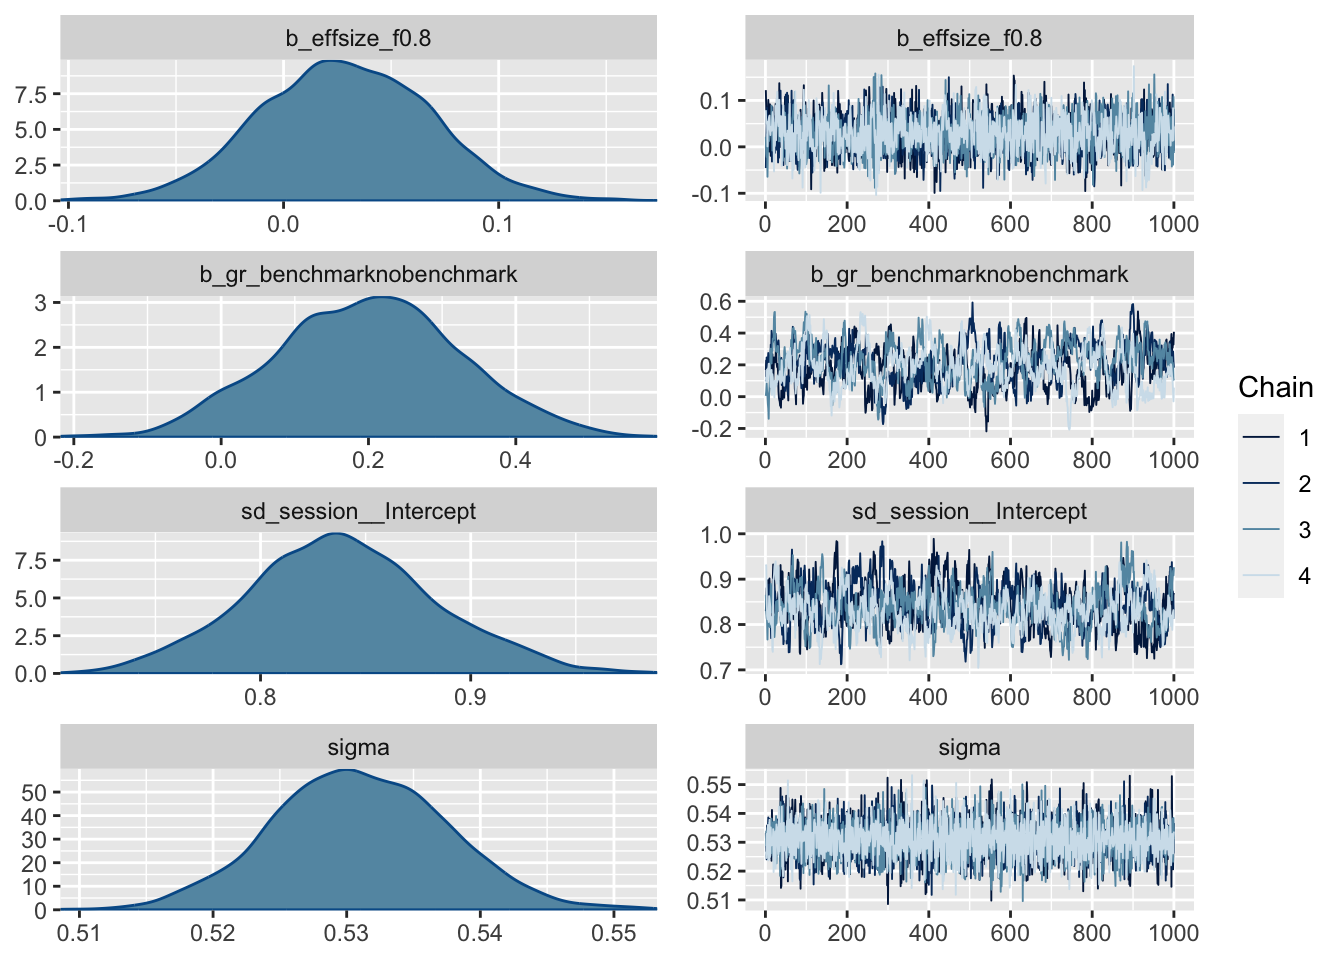 b_effsize_f0.8
7.5
5.0
2.5
0.0
-0.1 0.0 0.1
b_effsize_f0.8
0.1
0.0
-0.1
0 200 400 600 800 1000
b_gr_benchmarknobenchmark
3
2
1
0
-0.2 0.0 0.2 0.4
b_gr_benchmarknobenchmark
0.6
0.4
0.2
0.0
-0.2
0 200 400 600 800 1000
sd_session__Intercept
7.5
5.0
2.5
0.0
0.8 0.9
sd_session__Intercept
1.0
0.9
0.8
0.7
0 200 400 600 800 1000
sigma
50
40
30
20
10
0
0.51 0.52 0.53 0.54 0.55
sigma
0.55
0.54
0.53
0.52
0.51
0 200 400 600 800 1000
Chain
1
2
3
4